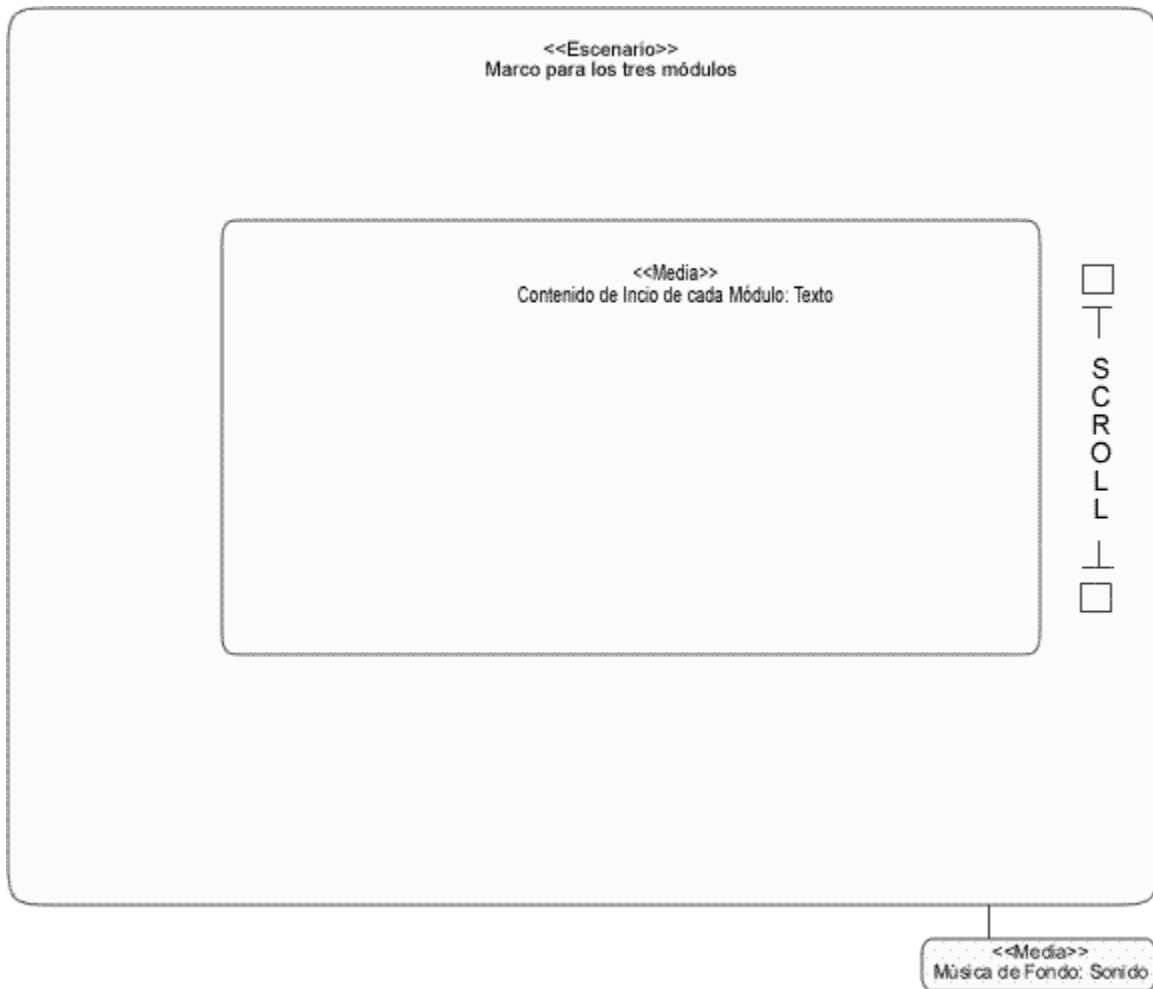 <<Escenario>>
Marco para los tres módulos
<<Media>>
Contenido de Incio de cada Módulo: Texto
S
C
R
O
L
L
<<Media>>
Música de Fondo: Sonido